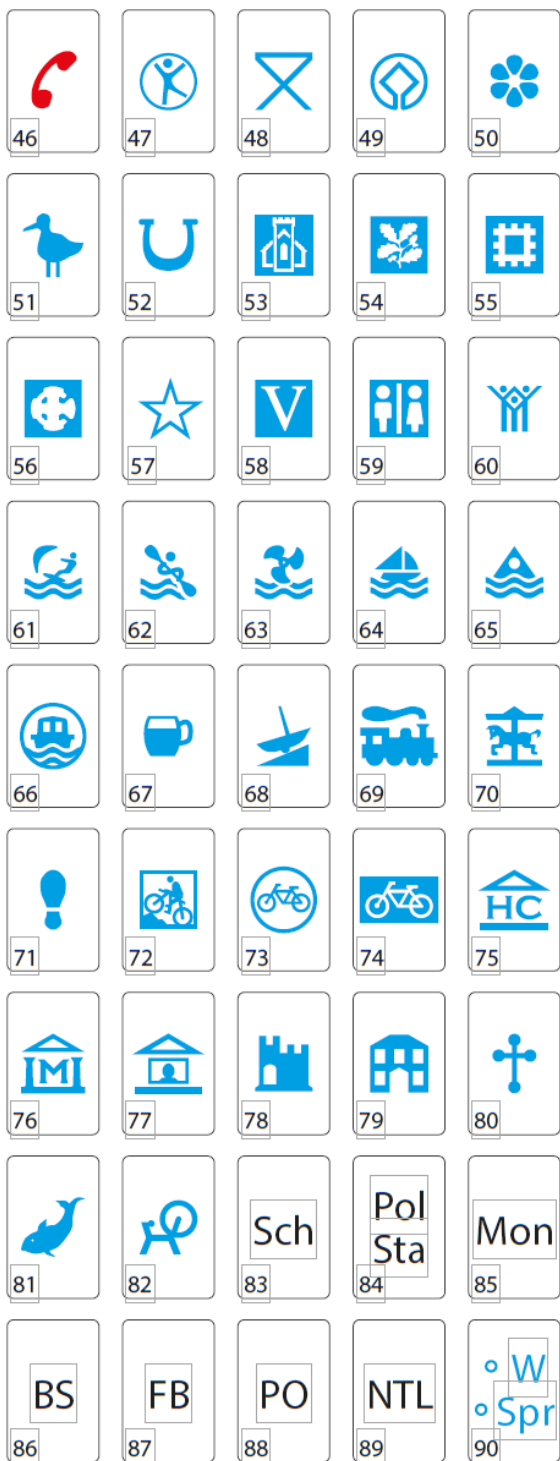 46 47 48 49 50
51 52 53 54 55
V
56 57 58 59 60
61 62 63 64 65
66 67 68 69 70
HC
71 72 73 74 75
M
76 77 78 79 80
Sch
Pol
Sta
Mon
81 82 83 84 85
BS FB PO NTL
W
Spr
86 87 88 89 90